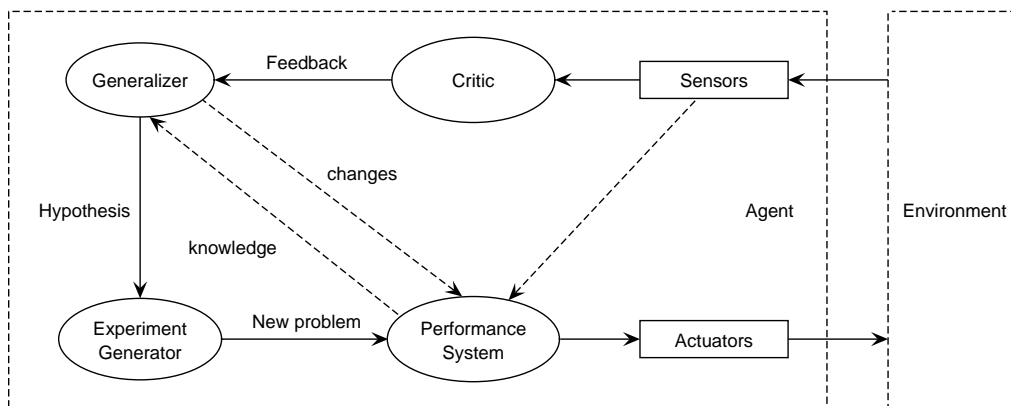 Feedback
Generalizer
Critic
Sensors
changes
Hypothesis
Agent
Environment
knowledge
New problem
Experiment
Generator
Performance
System
Actuators